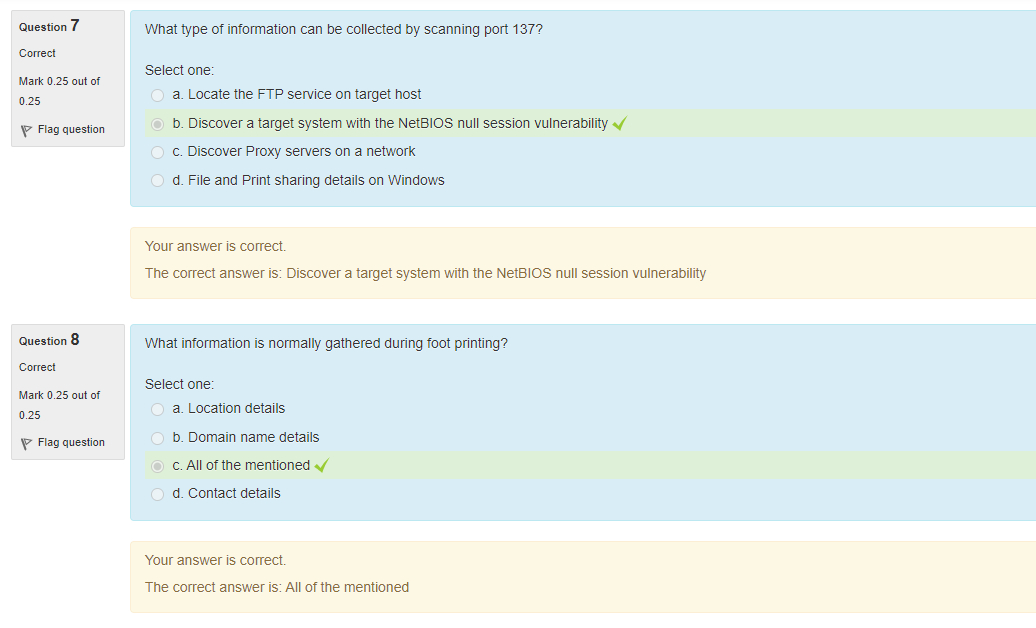 Question 7
Correct
Mark 0.25 out of
0.25
Flag question
What type of information can be collected by scanning port 137?
Select one:
a. Locate the FTP service on target host
b. Discover a target system with the NetBIOS null session vulnerability
c. Discover Proxy servers on a network
d. File and Print sharing details on Windows
Your answer is correct.
The correct answer is: Discover a target system with the NetBIOS null session vulnerability
Question 8
Correct
Mark 0.25 out of
0.25
Flag question
What information is normally gathered during foot printing?
Select one:
a. Location details
b. Domain name details
c. All of the mentioned
d. Contact details
Your answer is correct.
The correct answer is: All of the mentioned